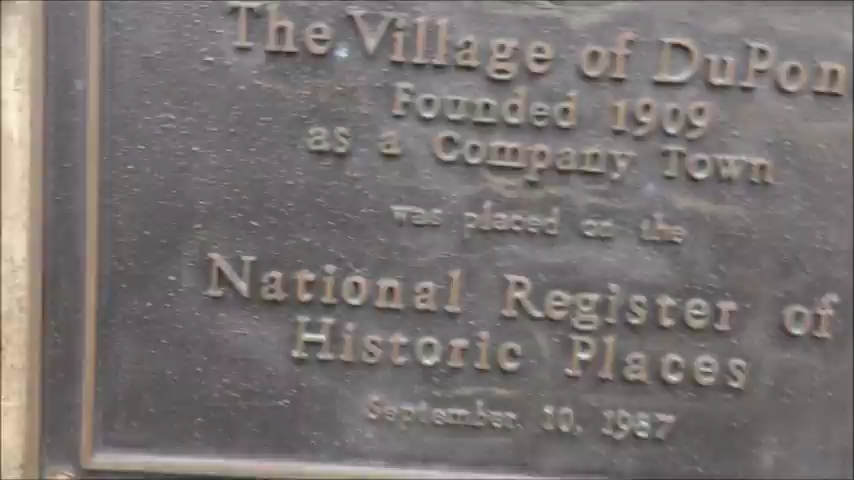 The Village of DuPon
Founded 1909
as a Company Town
was placed on the
National Register of
Historic Places
September 10, 1987